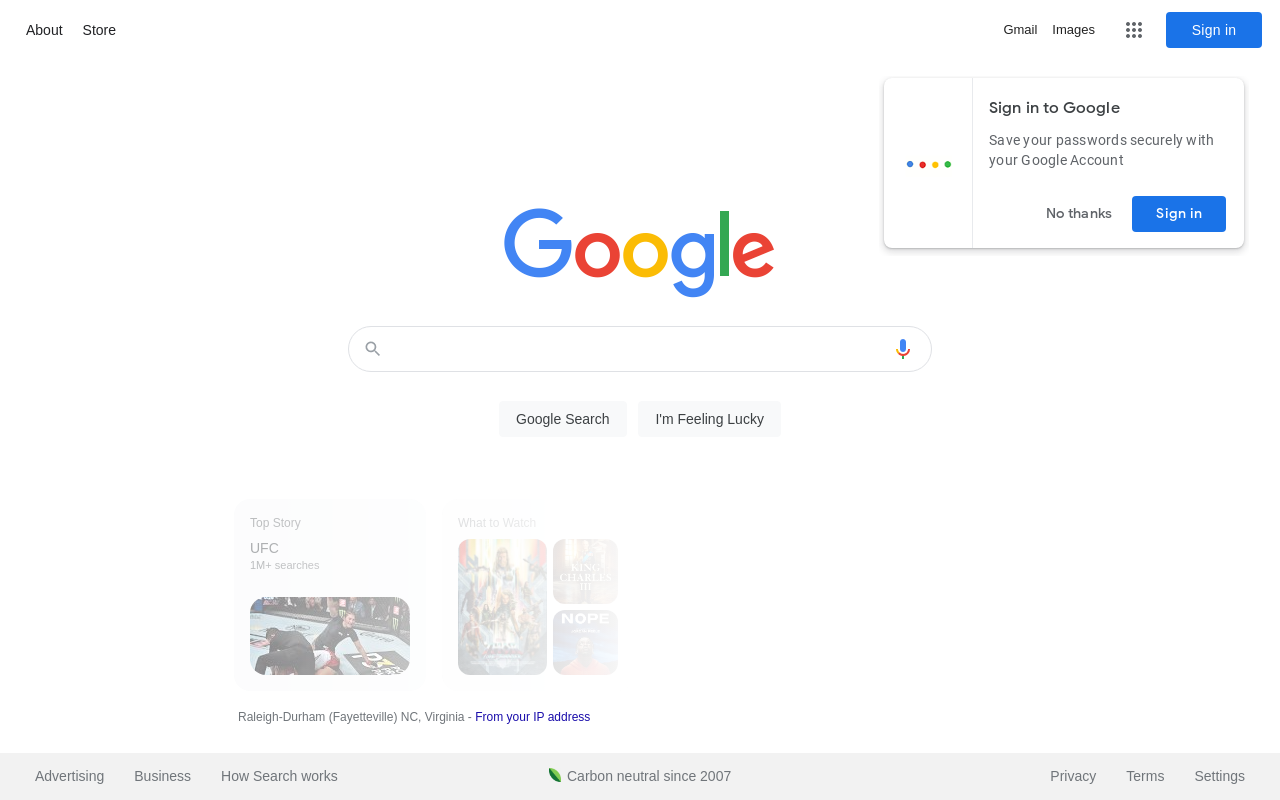 About
Store
Gmail
Images
Sign in
Sign in to Google
Save your passwords securely with
your Google Account
No thanks
Sign in
Google
Google Search
I'm Feeling Lucky
Top Story
UFC
1M+ searches
What to Watch
KING
CHARLES
III
NOPE
Raleigh-Durham (Fayetteville) NC, Virginia - From your IP address
Advertising
Business
How Search works
Carbon neutral since 2007
Privacy
Terms
Settings